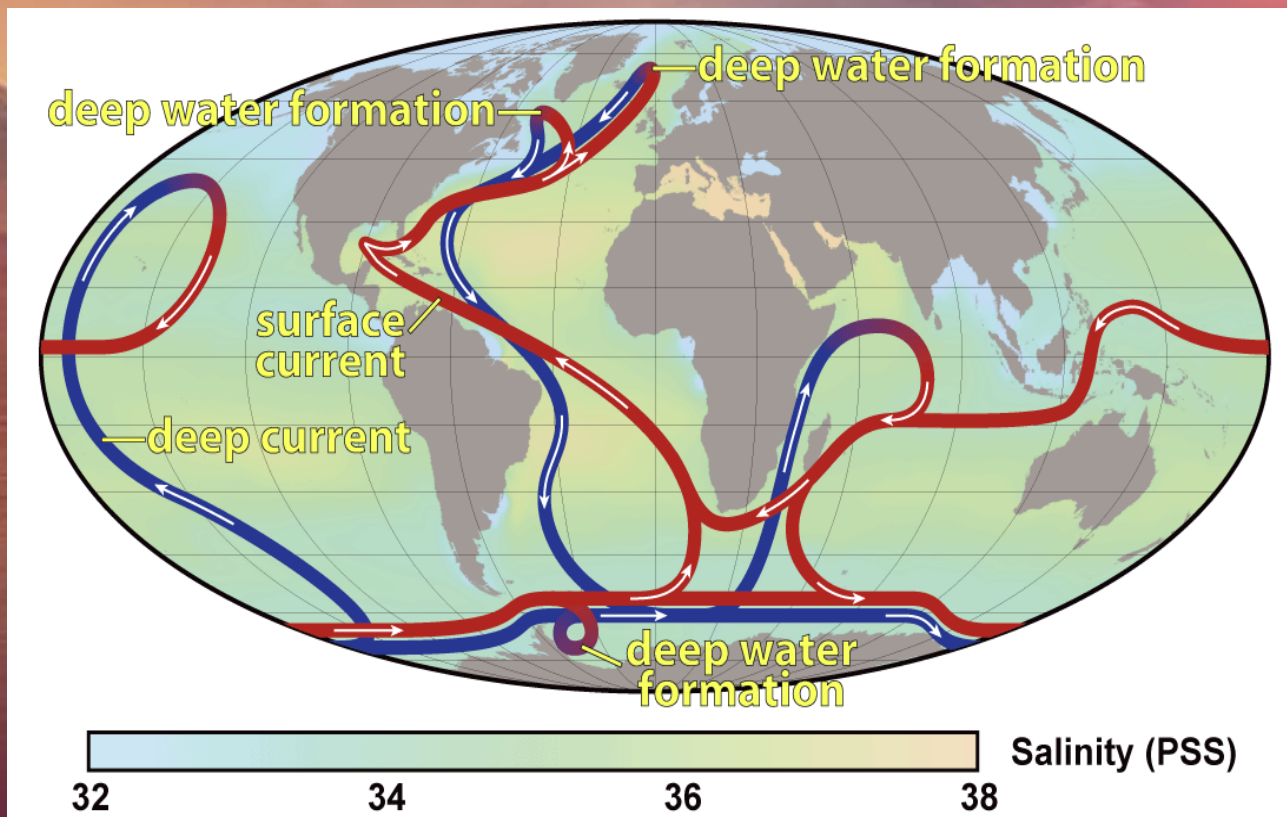 deep water formation
deep water formation
surface
current
deep current
deep water
formation
Salinity (PSS)
32 34 36 38